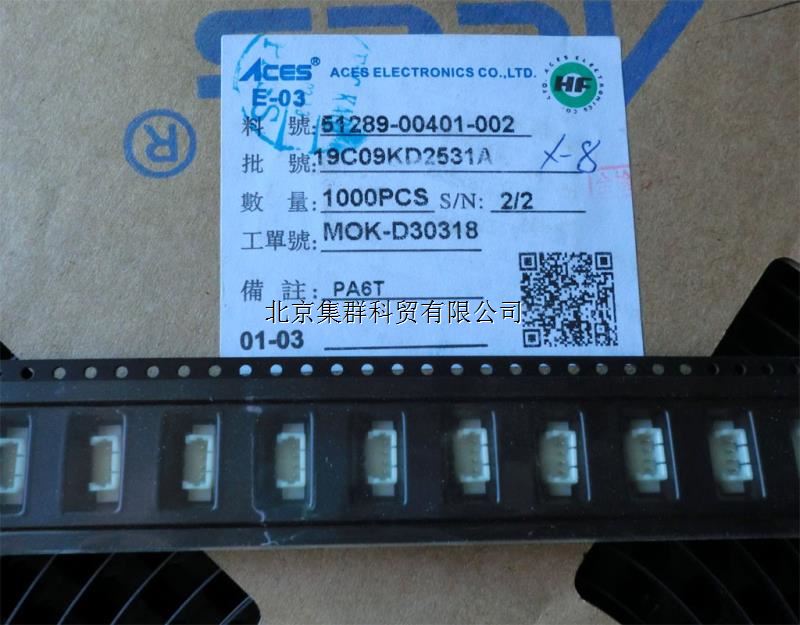 ACES
ACES® ACES ELECTRONICS CO.,LTD.
HF
E-03
料 號: 51289-00401-002
批 號: 19C09KD2531A
X-8
數 量: 1000PCS S/N: 2/2
工單號: MOK-D30318
備 註: PA6T
北京集群科贸有限公司
01-03
®